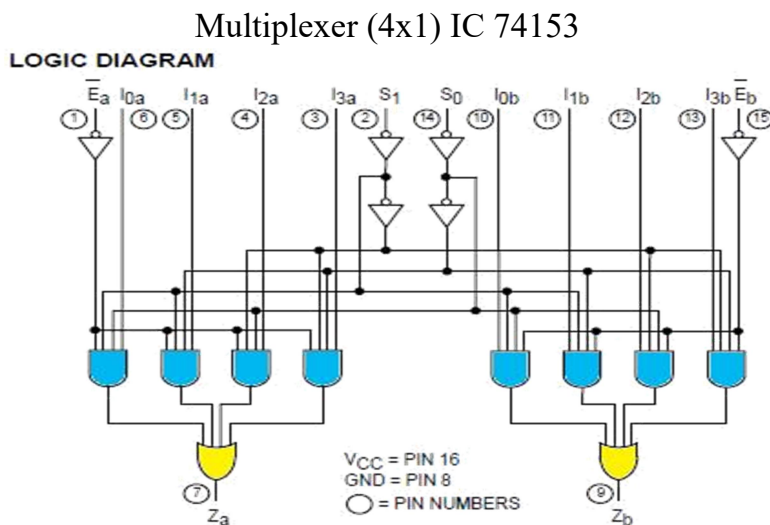 Multiplexer (4x1) IC 74153
LOGIC DIAGRAM
E̅a I0a I1a I2a I3a S1 S0 I0b I1b I2b I3b E̅b
1 6 5 4 3 2 14 10 11 12 13 15
VCC = PIN 16
GND = PIN 8
= PIN NUMBERS
7 9
Za Zb